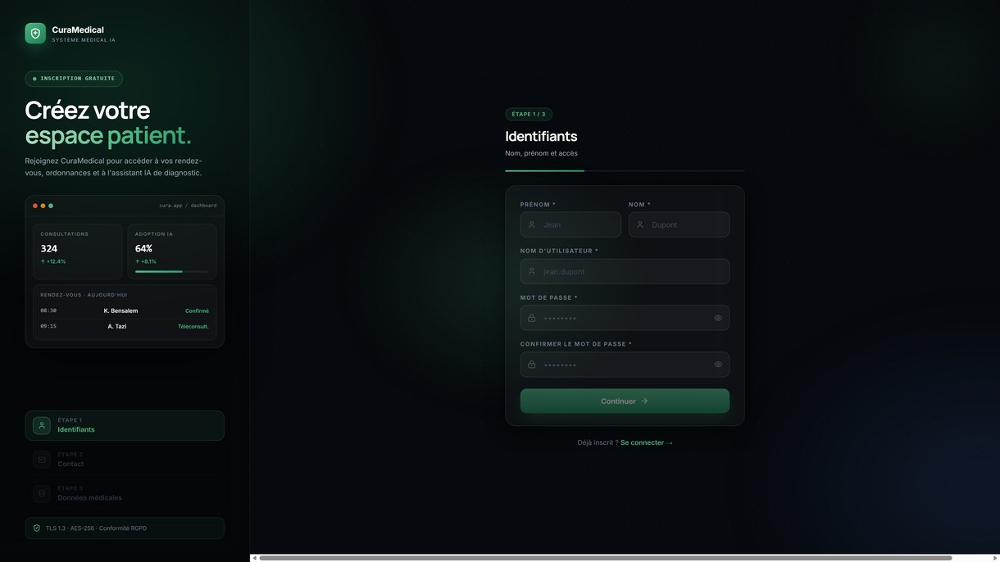 CuraMedical
SYSTÈME MÉDICAL IA
INSCRIPTION GRATUITE
Créez votre
espace patient.
Rejoignez CuraMedical pour accéder à vos rendez-
vous, ordonnances et à l'assistant IA de diagnostic.
cura.app / dashboard
CONSULTATIONS
324
↑ +12.4%
ADOPTION IA
64%
↑ +8.1%
RENDEZ-VOUS · AUJOURD'HUI
08:30 K. Bensalem Confirmé
09:15 A. Tazi Téléconsult.
ÉTAPE 1
Identifiants
ÉTAPE 2
Contact
ÉTAPE 3
Données médicales
TLS 1.3 · AES-256 · Conformité RGPD
ÉTAPE 1 / 3
Identifiants
Nom, prénom et accès
PRÉNOM * NOM *
Jean Dupont
NOM D'UTILISATEUR *
jean.dupont
MOT DE PASSE *
••••••••
CONFIRMER LE MOT DE PASSE *
••••••••
Continuer →
Déjà inscrit ? Se connecter →